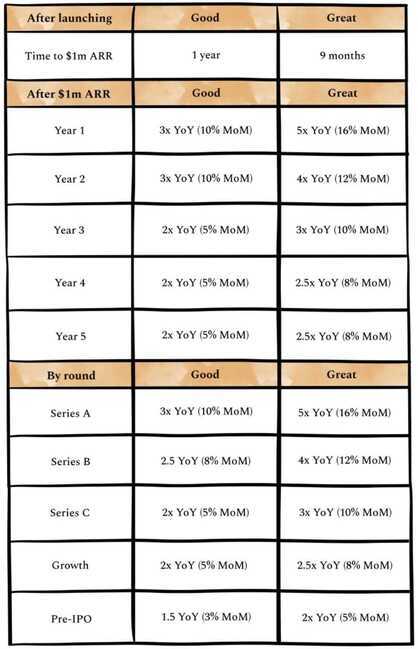 After launching Good Great
Time to $1m ARR 1 year 9 months
After $1m ARR Good Great
Year 1 3x YoY (10% MoM) 5x YoY (16% MoM)
Year 2 3x YoY (10% MoM) 4x YoY (12% MoM)
Year 3 2x YoY (5% MoM) 3x YoY (10% MoM)
Year 4 2x YoY (5% MoM) 2.5x YoY (8% MoM)
Year 5 2x YoY (5% MoM) 2.5x YoY (8% MoM)
By round Good Great
Series A 3x YoY (10% MoM) 5x YoY (16% MoM)
Series B 2.5 YoY (8% MoM) 4x YoY (12% MoM)
Series C 2x YoY (5% MoM) 3x YoY (10% MoM)
Growth 2x YoY (5% MoM) 2.5x YoY (8% MoM)
Pre-IPO 1.5 YoY (3% MoM) 2x YoY (5% MoM)